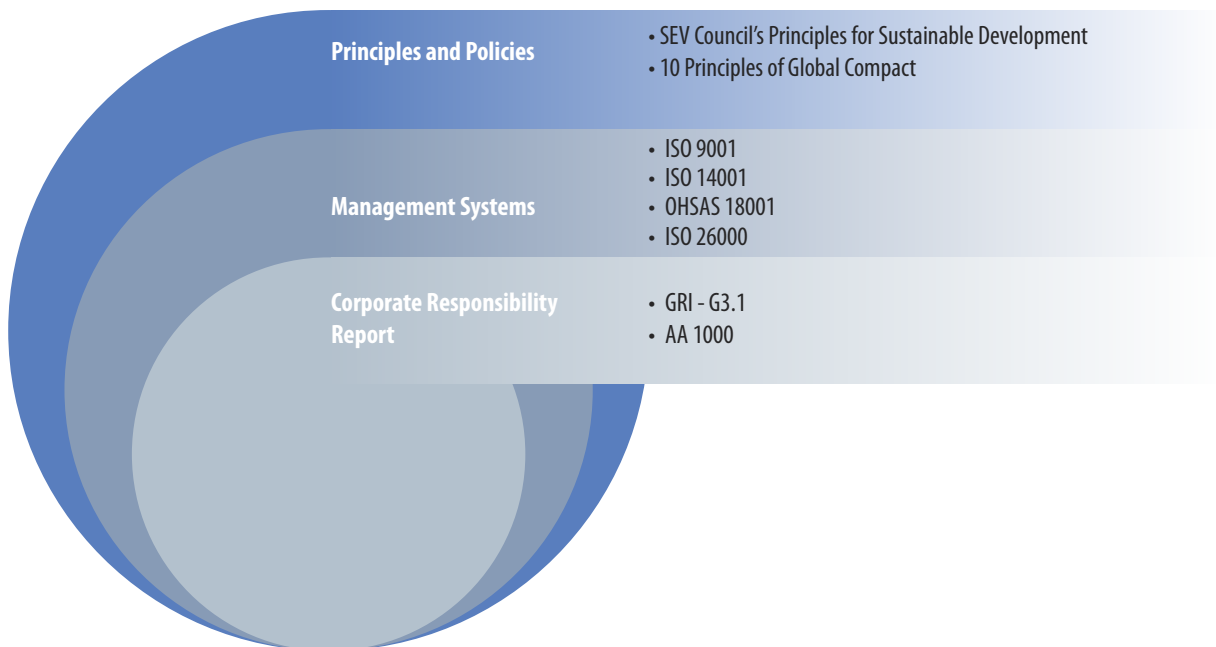 Principles and Policies
• SEV Council's Principles for Sustainable Development
• 10 Principles of Global Compact
Management Systems
• ISO 9001
• ISO 14001
• OHSAS 18001
• ISO 26000
Corporate Responsibility
Report
• GRI - G3.1
• AA 1000